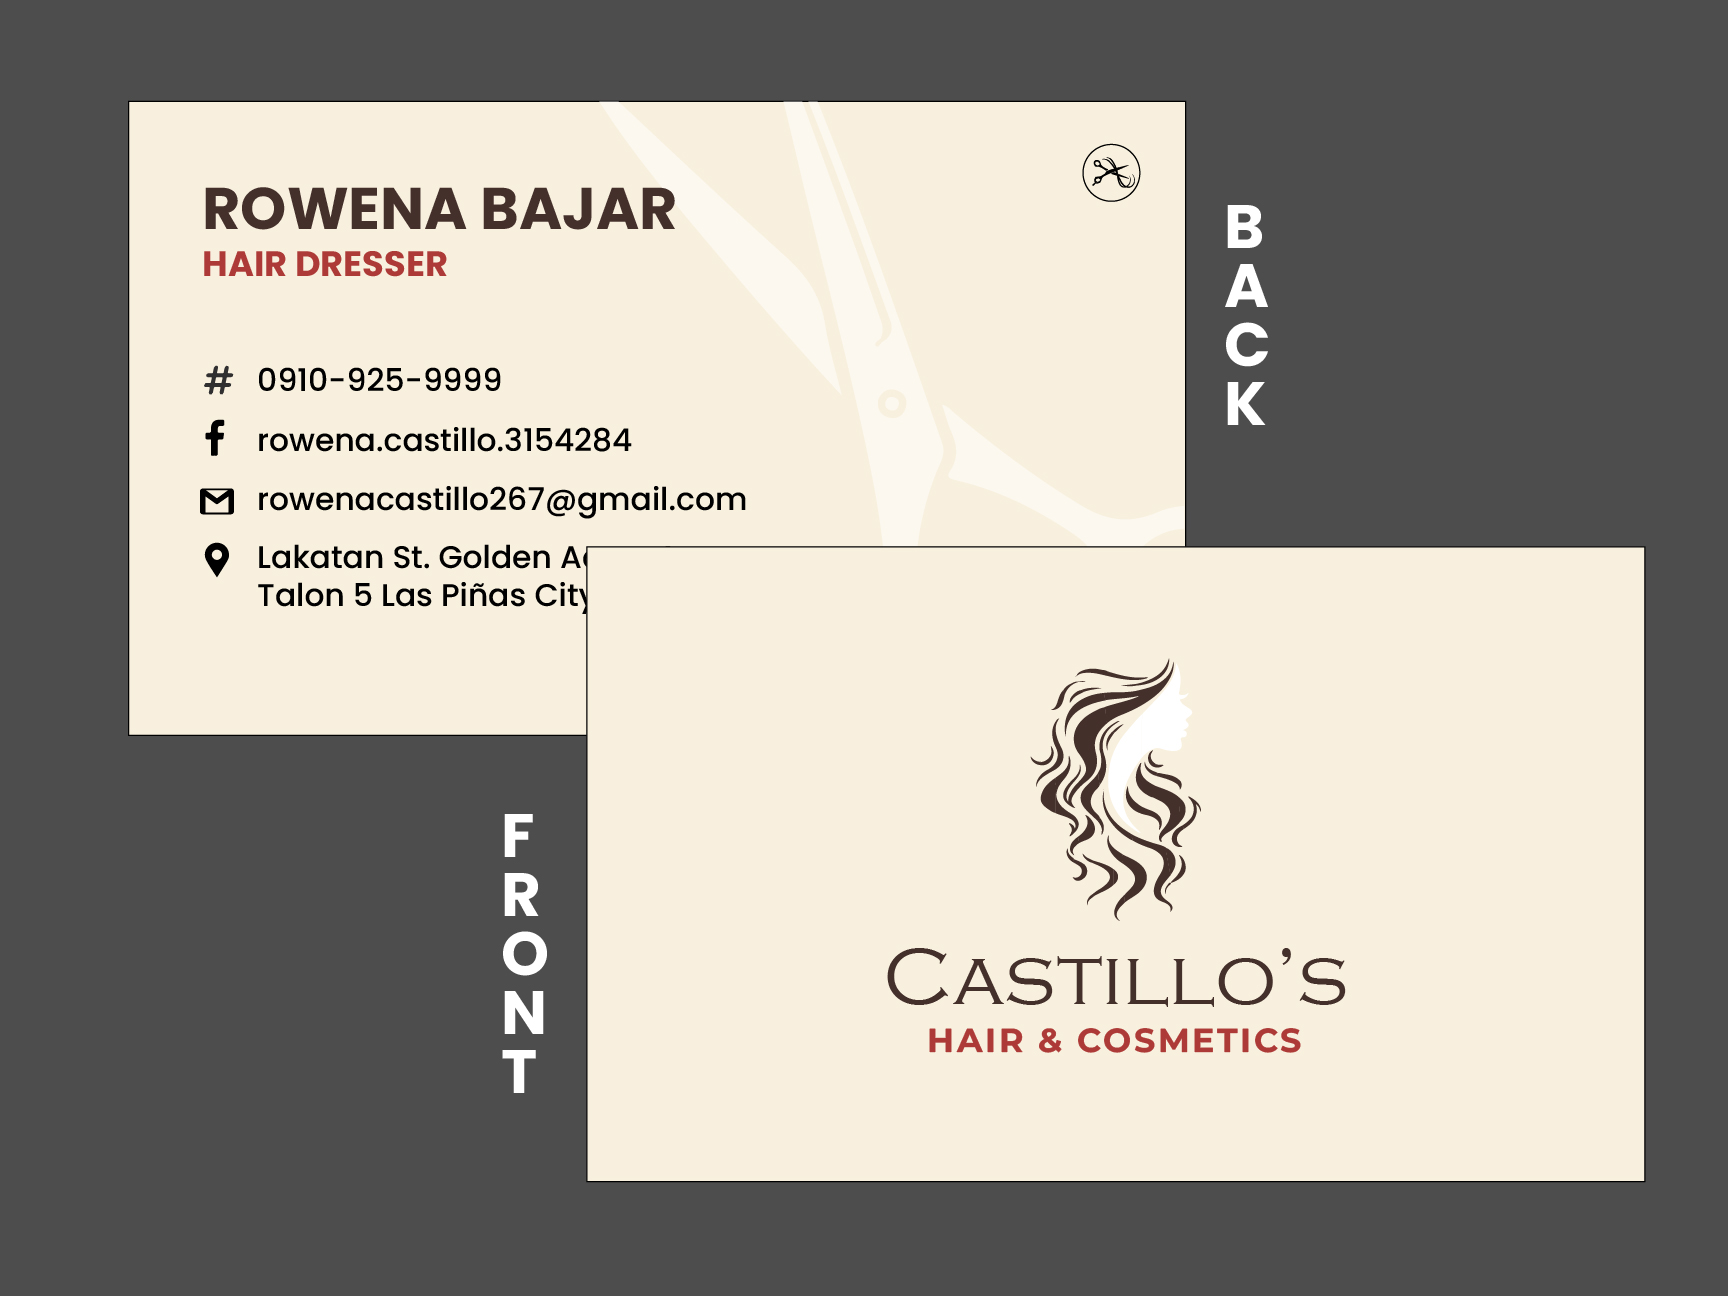 ROWENA BAJAR
HAIR DRESSER
# 0910-925-9999
rowena.castillo.3154284
rowenacastillo267@gmail.com
Lakatan St. Golden
Talon 5 Las Piñas City
BACK
FRONT
CASTILLO'S
HAIR & COSMETICS